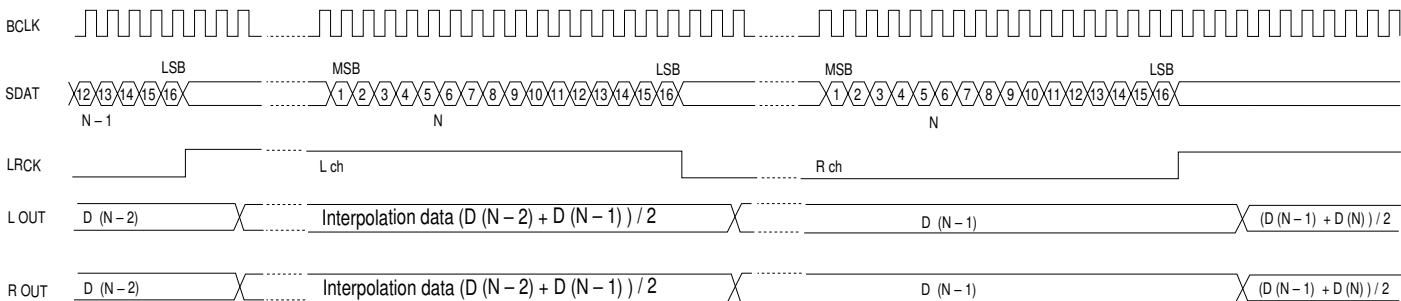 BCLK
LSB MSB LSB MSB LSB
SDAT 12 13 14 15 16 1 2 3 4 5 6 7 8 9 10 11 12 13 14 15 16 1 2 3 4 5 6 7 8 9 10 11 12 13 14 15 16
N – 1 N N
LRCK L ch R ch
L OUT D (N – 2) Interpolation data (D (N – 2) + D (N – 1) ) / 2 D (N – 1) (D (N – 1) + D (N) ) / 2
R OUT D (N – 2) Interpolation data (D (N – 2) + D (N – 1) ) / 2 D (N – 1) (D (N – 1) + D (N) ) / 2